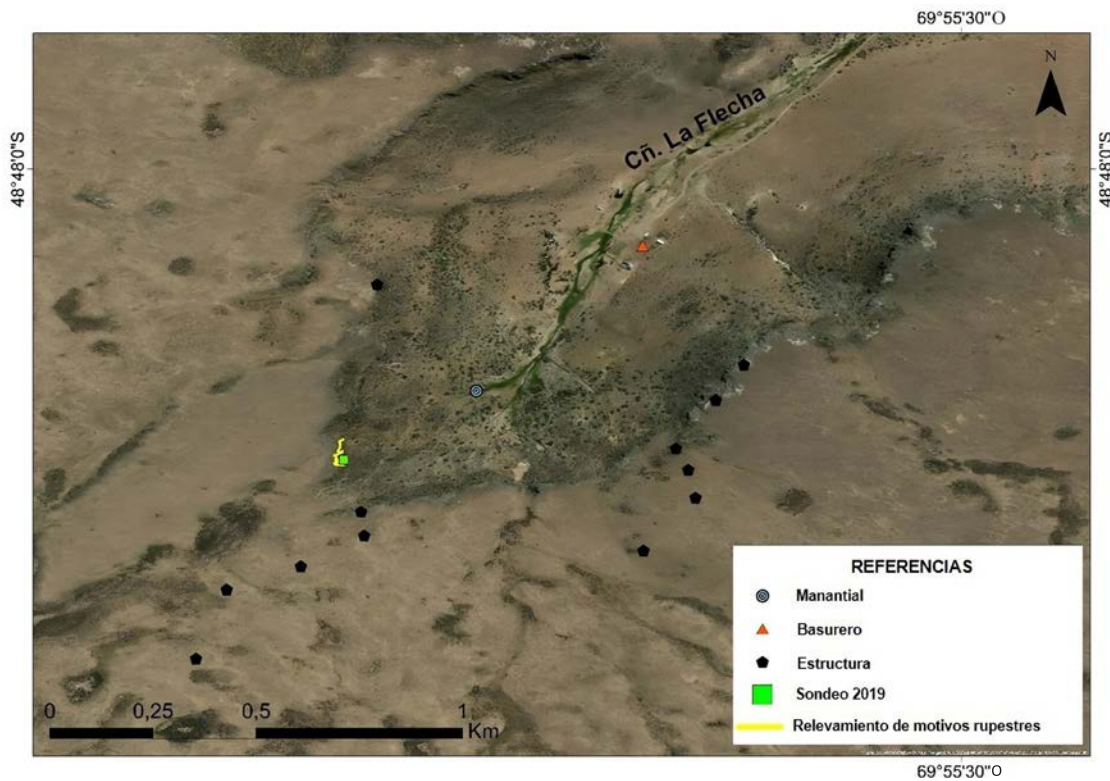 69°55'30"O
N
Cñ. La Flecha
48°48'0"S
48°48'0"S
REFERENCIAS
Manantial
Basurero
Estructura
Sondeo 2019
Relevamiento de motivos rupestres
0 0,25 0,5 1
Km
69°55'30"O